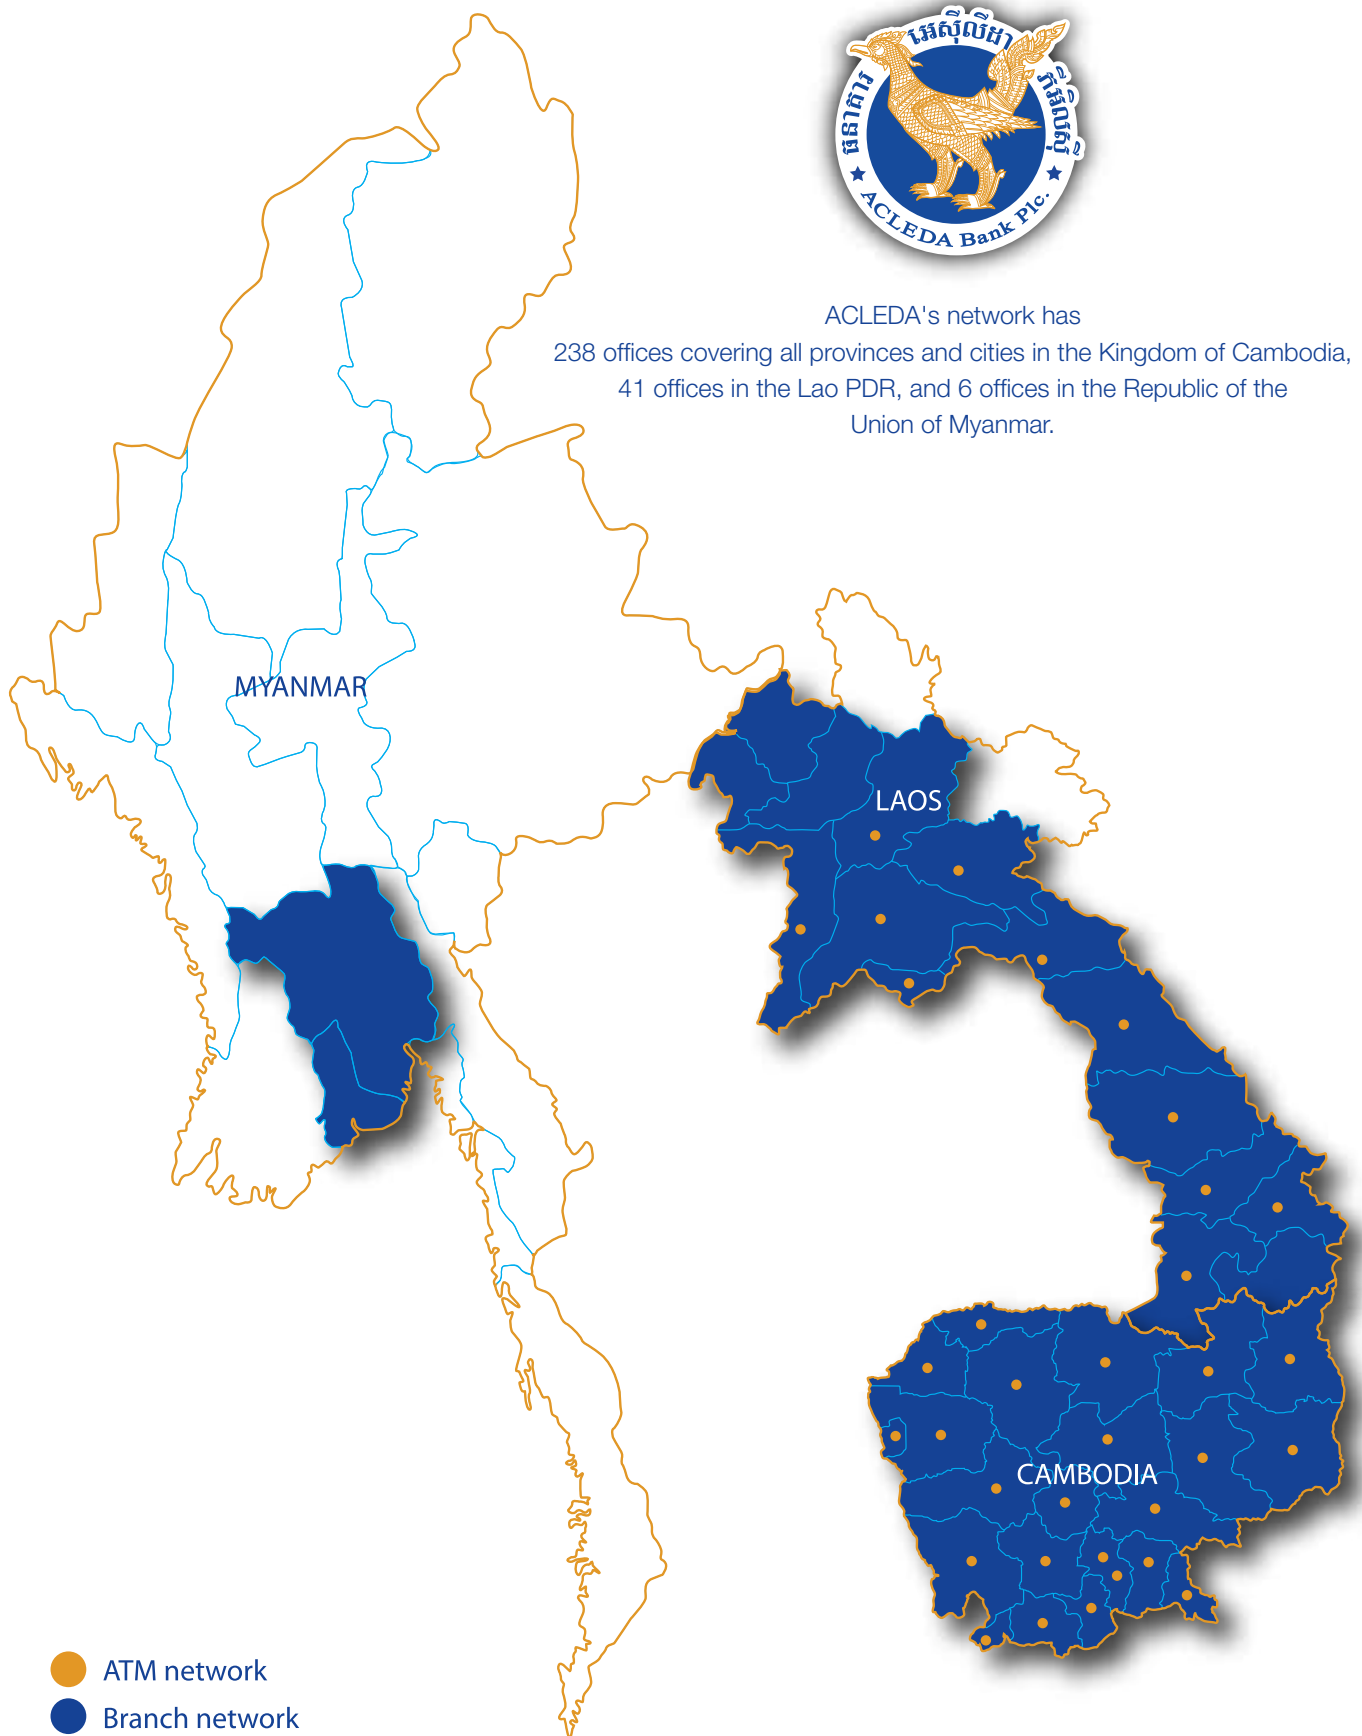 ធនាគារ អេស៊ីលីដា ភីអិលស៊ី
ACLEDA Bank Plc.
ACLEDA's network has
238 offices covering all provinces and cities in the Kingdom of Cambodia,
41 offices in the Lao PDR, and 6 offices in the Republic of the
Union of Myanmar.
MYANMAR
LAOS
CAMBODIA
ATM network
Branch network